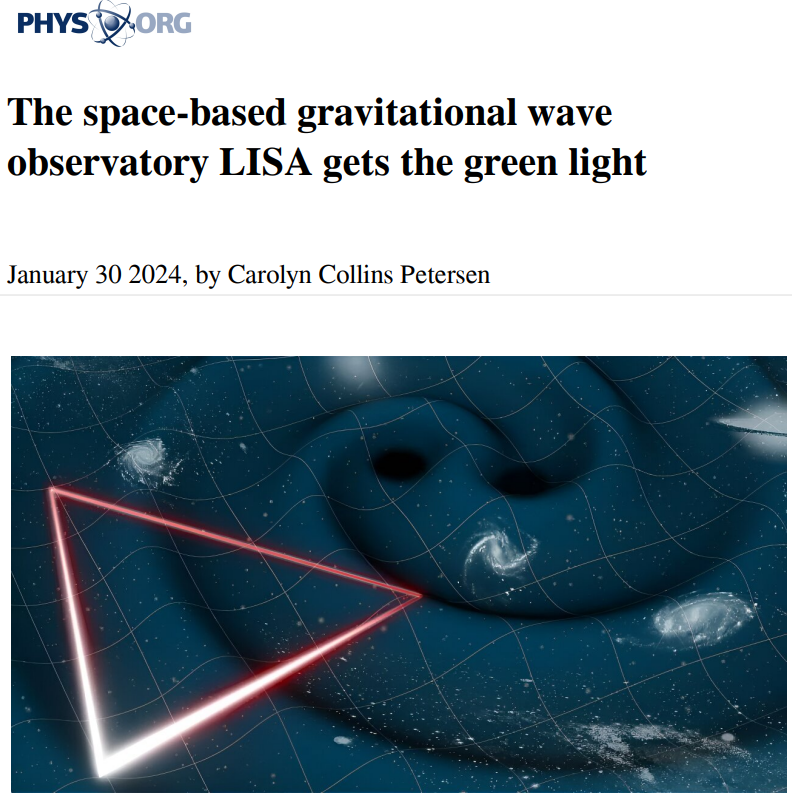 PHYS ORG
The space-based gravitational wave
observatory LISA gets the green light
January 30 2024, by Carolyn Collins Petersen